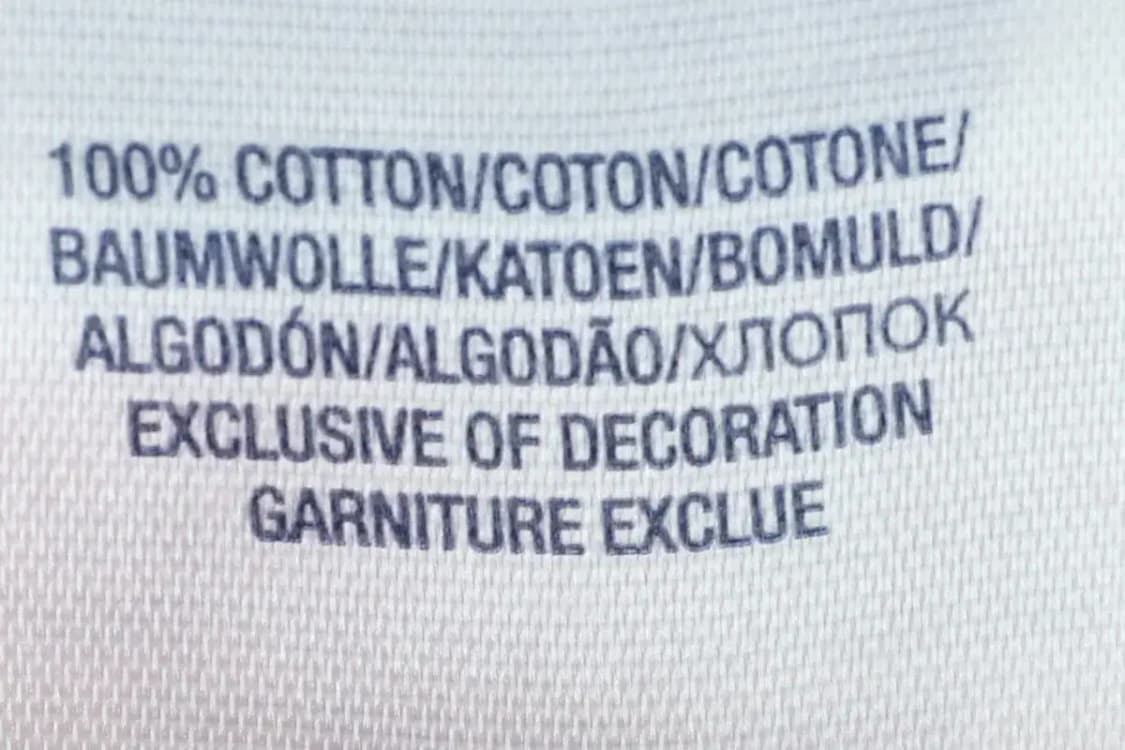 100% COTTON/COTON/COTONE/
BAUMWOLLE/KATOEN/BOMULD/
ALGODÓN/ALGODÃO/ХЛОПОК
EXCLUSIVE OF DECORATION
GARNITURE EXCLUE